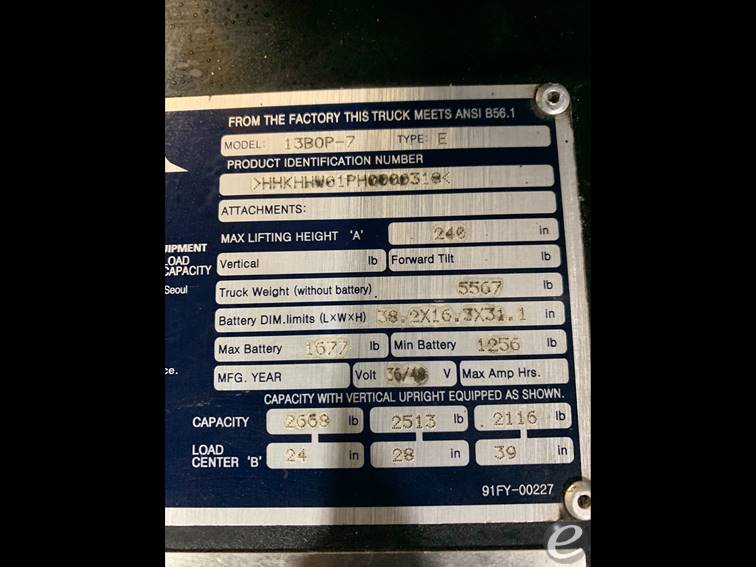 FROM THE FACTORY THIS TRUCK MEETS ANSI B56.1
MODEL: 13BOP-7 TYPE: E
PRODUCT IDENTIFICATION NUMBER
>HHKHHW61PH0000318<
ATTACHMENTS:
MAX LIFTING HEIGHT 'A' 240 in
UIPMENT
OAD
CAPACITY
Vertical lb Forward Tilt lb
Seoul
Truck Weight (without battery) 5567 lb
Battery DIM.limits (LxWxH) 38.2X16.3X31.1 in
Max Battery 1677 lb Min Battery 1256 lb
ce.
MFG. YEAR Volt 36/48 V Max Amp Hrs.
CAPACITY WITH VERTICAL UPRIGHT EQUIPPED AS SHOWN.
CAPACITY 2668 lb 2513 lb 2116 lb
LOAD
CENTER 'B' 24 in 28 in 39 in
91FY-00227
e